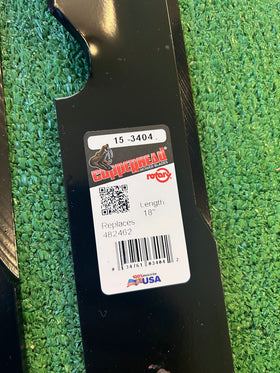 15-3404
COPPERHEAD
rotary
Length
18"
Replaces
482462
USA